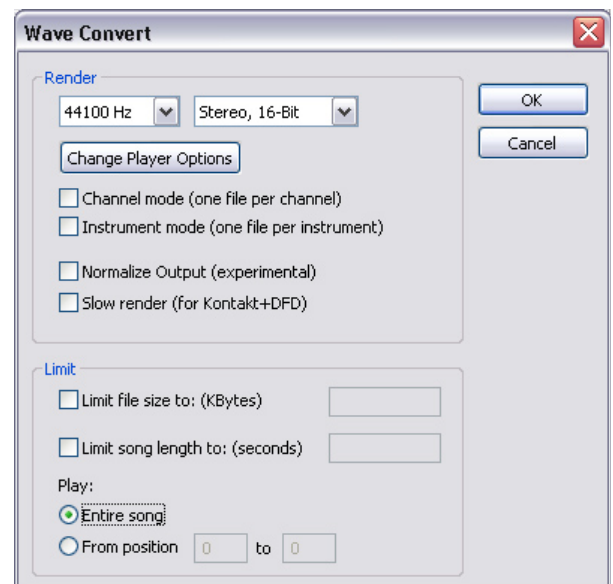 Wave Convert
Render
44100 Hz Stereo, 16-Bit
Change Player Options
Channel mode (one file per channel)
Instrument mode (one file per instrument)
Normalize Output (experimental)
Slow render (for Kontakt+DFD)
OK
Cancel
Limit
Limit file size to: (KBytes)
Limit song length to: (seconds)
Play:
Entire song
From position 0 to 0